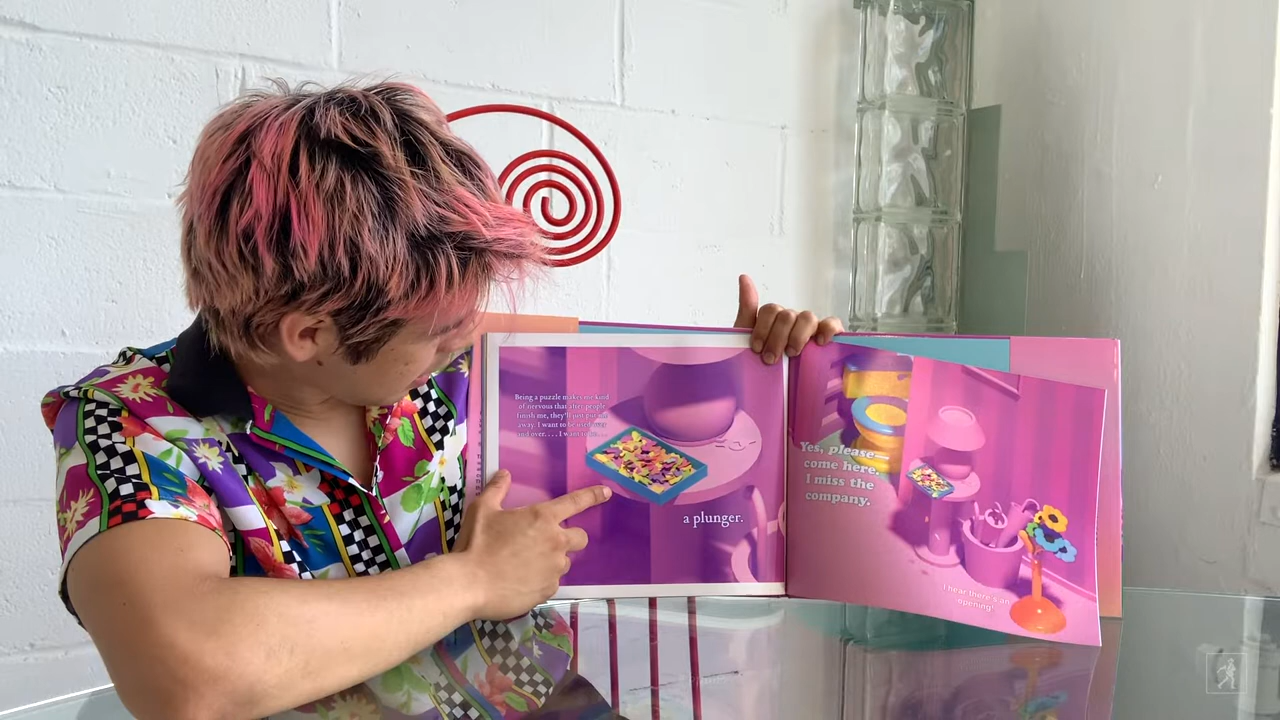 Being a puzzle makes me kind
of nervous that after people
finish me, they'll just put me
away. I want to be used over
and over. . . . I want to be . . .
a plunger.
Yes, please—
come here.
I miss the
company.
I hear there's an
opening!